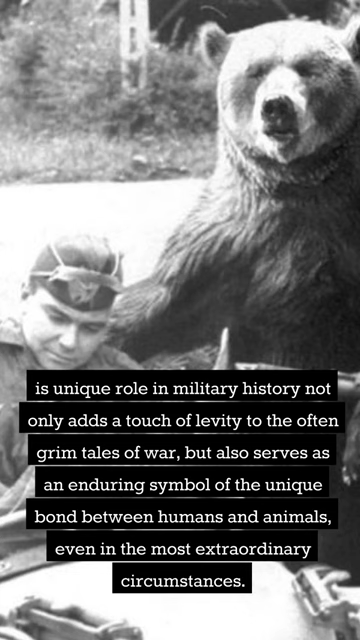 is unique role in military history not
only adds a touch of levity to the often
grim tales of war, but also serves as
an enduring symbol of the unique
bond between humans and animals,
even in the most extraordinary
circumstances.